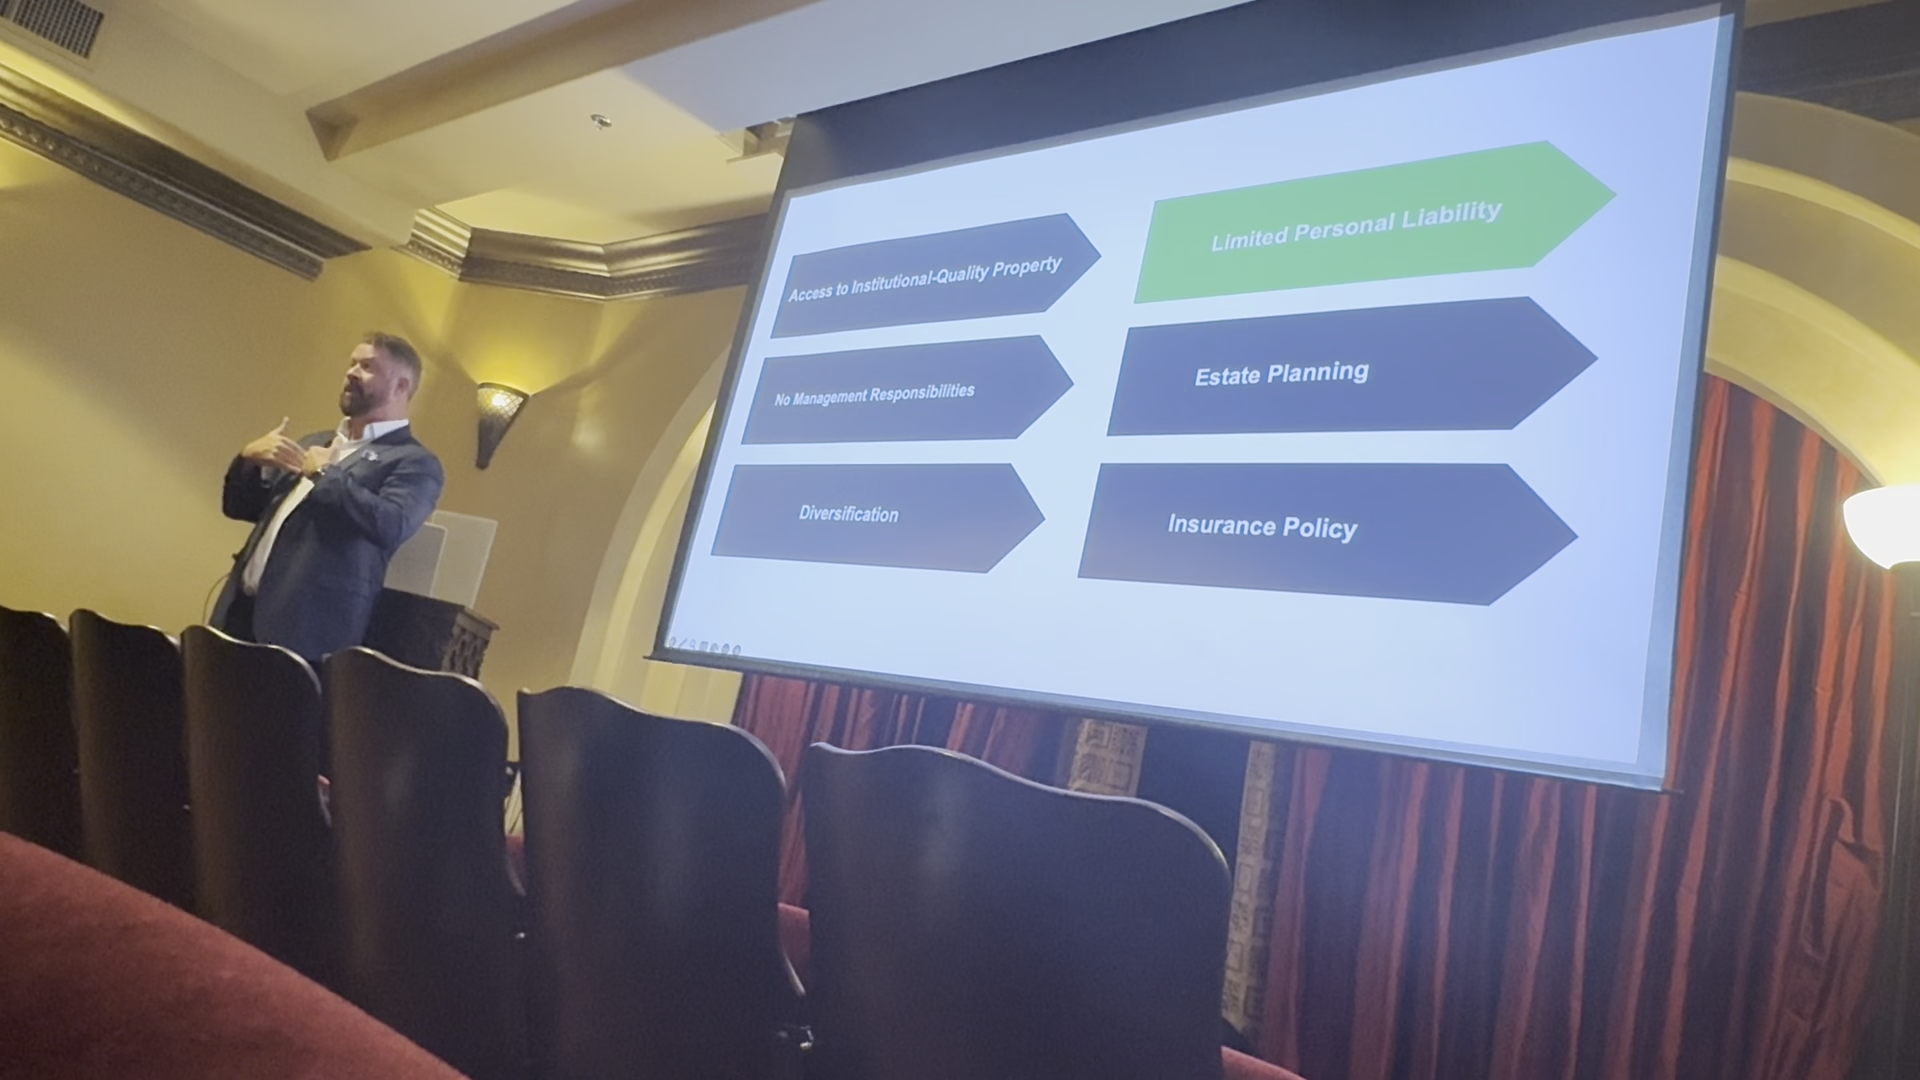 Access to Institutional-Quality Property
No Management Responsibilities
Diversification
Limited Personal Liability
Estate Planning
Insurance Policy